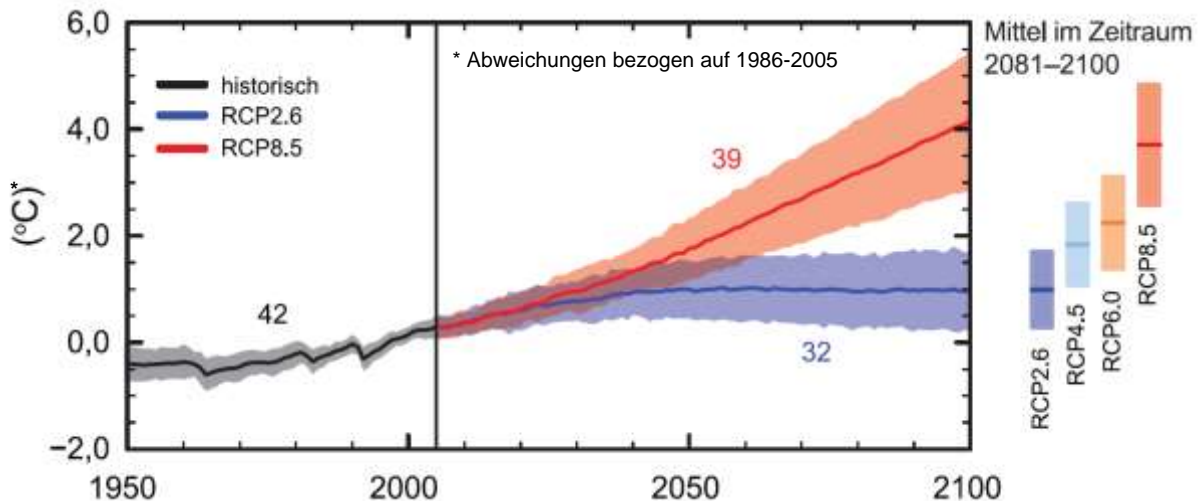 6,0
4,0
2,0
0,0
−2,0
(°C)*
* Abweichungen bezogen auf 1986-2005
historisch
RCP2.6
RCP8.5
42
39
32
1950
2000
2050
2100
Mittel im Zeitraum
2081–2100
RCP2.6
RCP4.5
RCP6.0
RCP8.5